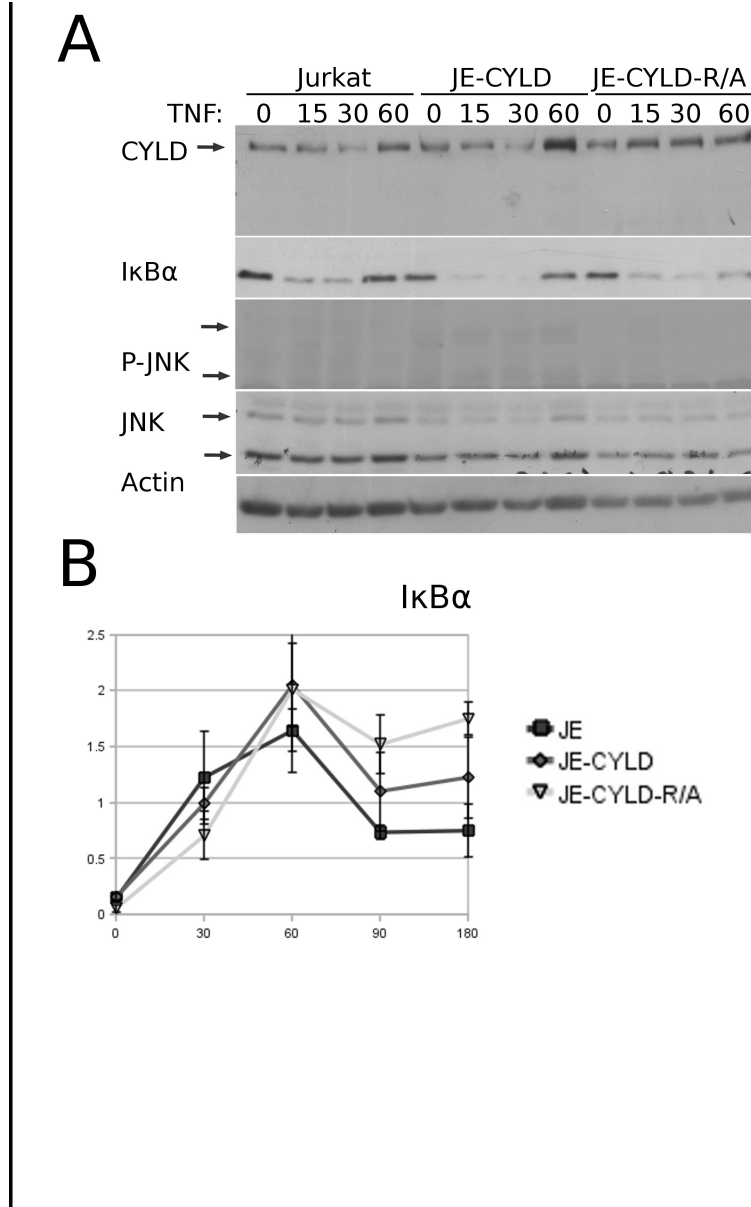 A
Jurkat JE-CYLD JE-CYLD-R/A
TNF: 0 15 30 60 0 15 30 60 0 15 30 60
CYLD
IκBα
P-JNK
JNK
Actin
B
IκBα
2.5
2
1.5
1
0.5
0
0 30 60 90 180
JE
JE-CYLD
JE-CYLD-R/A